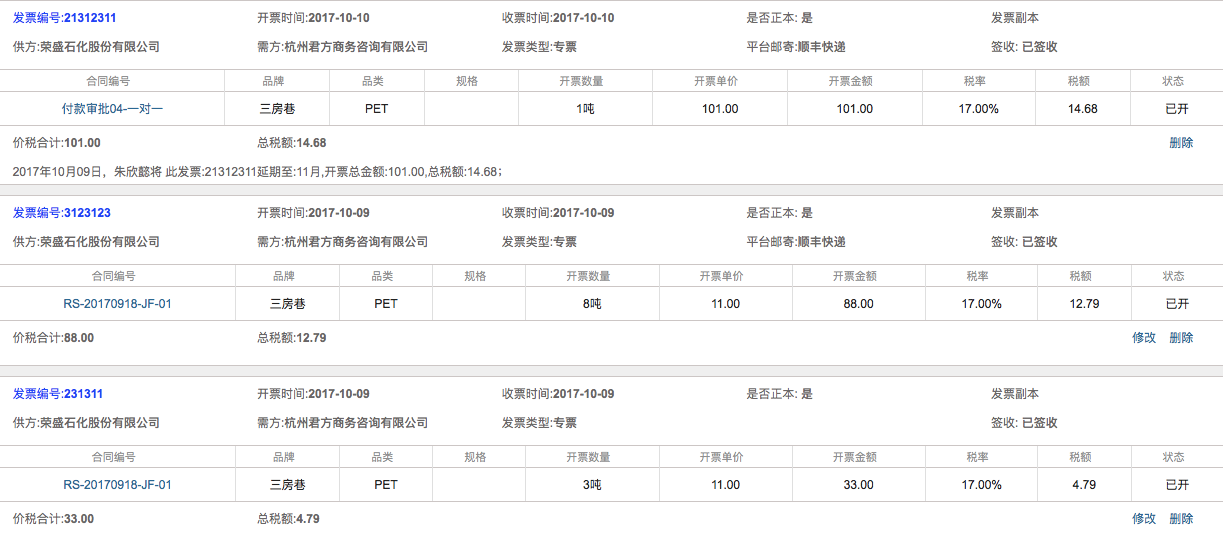 发票编号:21312311 开票时间:2017-10-10 收票时间:2017-10-10 是否正本: 是 发票副本
供方:荣盛石化股份有限公司 需方:杭州君方商务咨询有限公司 发票类型:专票 平台邮寄:顺丰快递 签收: 已签收
合同编号 品牌 品类 规格 开票数量 开票单价 开票金额 税率 税额 状态
付款审批04-一对一 三房巷 PET 1吨 101.00 101.00 17.00% 14.68 已开
价税合计:101.00 总税额:14.68 删除
2017年10月09日，朱欣懿将 此发票:21312311延期至:11月,开票总金额:101.00,总税额:14.68；
发票编号:3123123 开票时间:2017-10-09 收票时间:2017-10-09 是否正本: 是 发票副本
供方:荣盛石化股份有限公司 需方:杭州君方商务咨询有限公司 发票类型:专票 平台邮寄:顺丰快递 签收: 已签收
合同编号 品牌 品类 规格 开票数量 开票单价 开票金额 税率 税额 状态
RS-20170918-JF-01 三房巷 PET 8吨 11.00 88.00 17.00% 12.79 已开
价税合计:88.00 总税额:12.79 修改 删除
发票编号:231311 开票时间:2017-10-09 收票时间:2017-10-09 是否正本: 是 发票副本
供方:荣盛石化股份有限公司 需方:杭州君方商务咨询有限公司 发票类型:专票 签收: 已签收
合同编号 品牌 品类 规格 开票数量 开票单价 开票金额 税率 税额 状态
RS-20170918-JF-01 三房巷 PET 3吨 11.00 33.00 17.00% 4.79 已开
价税合计:33.00 总税额:4.79 修改 删除